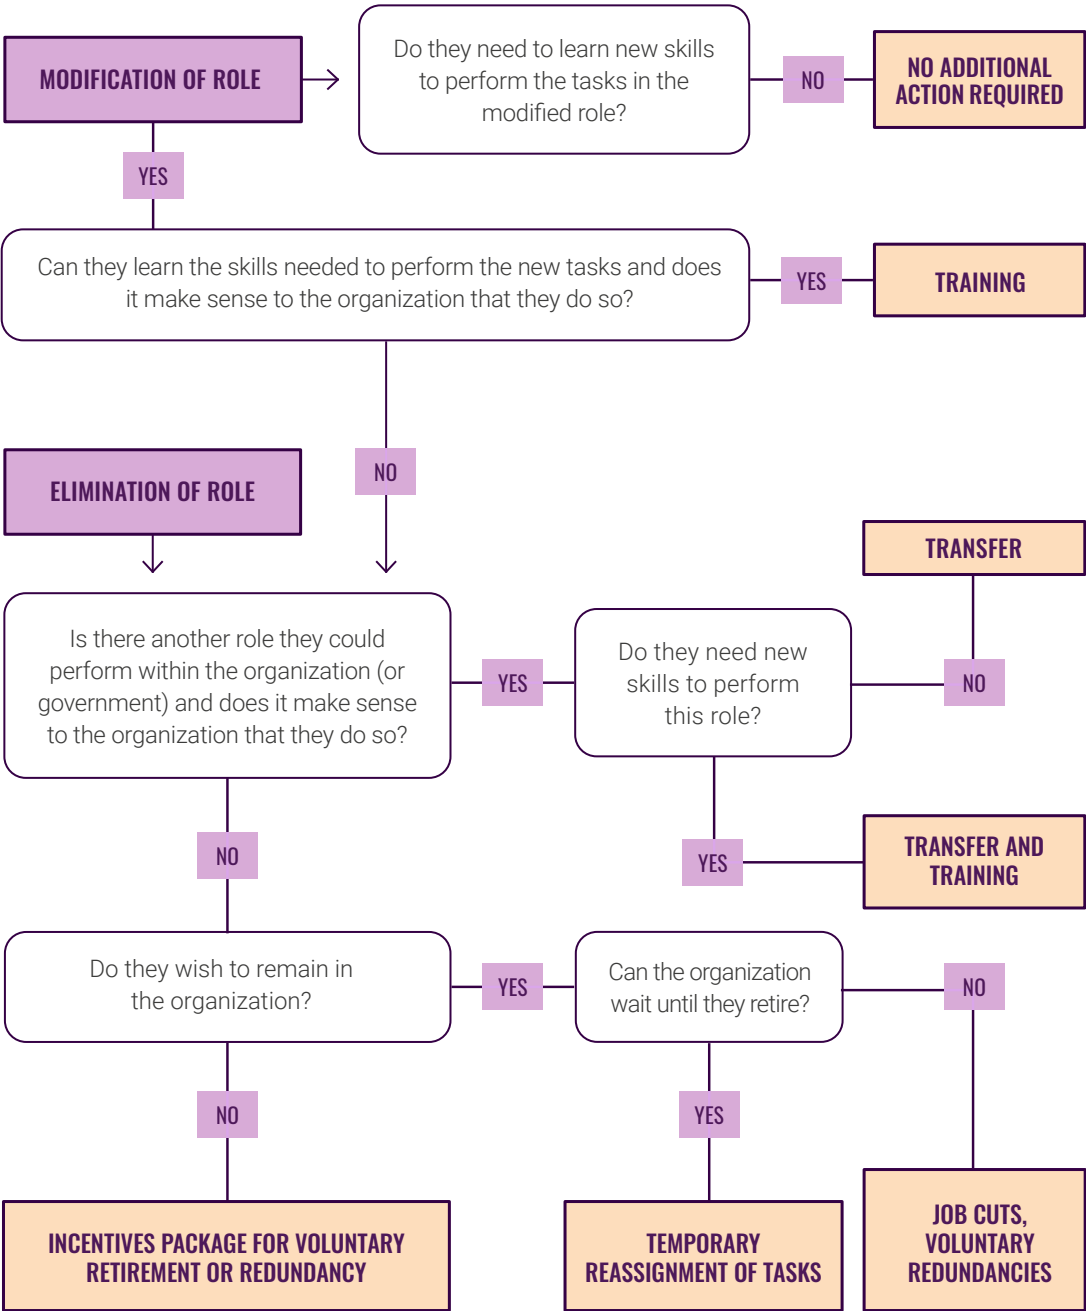 MODIFICATION OF ROLE
Do they need to learn new skills
to perform the tasks in the
modified role?
NO
NO ADDITIONAL
ACTION REQUIRED
YES
Can they learn the skills needed to perform the new tasks and does
it make sense to the organization that they do so?
YES
TRAINING
NO
ELIMINATION OF ROLE
TRANSFER
Is there another role they could
perform within the organization (or
government) and does it make sense
to the organization that they do so?
YES
Do they need new
skills to perform
this role?
NO
NO
YES
TRANSFER AND
TRAINING
Do they wish to remain in
the organization?
YES
Can the organization
wait until they retire?
NO
NO
YES
INCENTIVES PACKAGE FOR VOLUNTARY
RETIREMENT OR REDUNDANCY
TEMPORARY
REASSIGNMENT OF TASKS
JOB CUTS,
VOLUNTARY
REDUNDANCIES